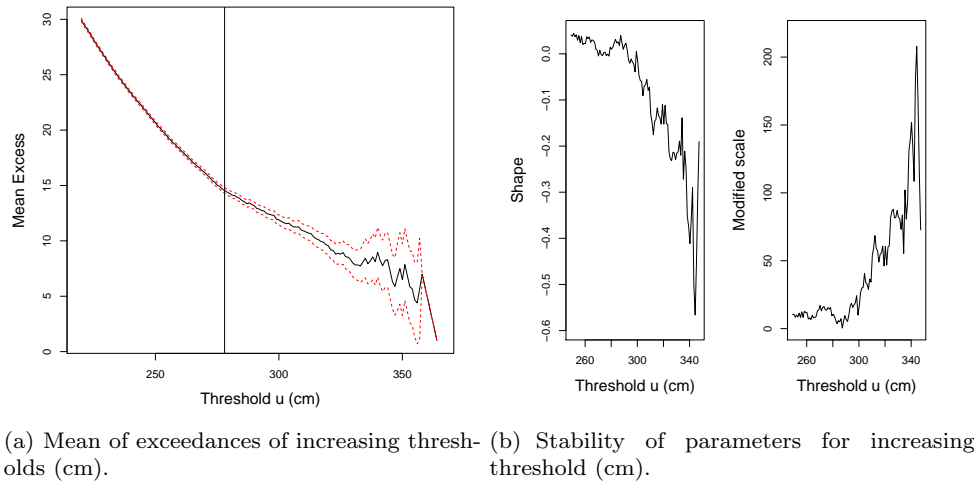 30
25
20
15
10
5
0
Mean Excess
250
300
350
Threshold u (cm)
0.0
−0.1
−0.2
−0.3
−0.4
−0.5
−0.6
Shape
260
300
340
Threshold u (cm)
200
150
100
50
0
Modified scale
260
300
340
Threshold u (cm)
(a) Mean of exceedances of increasing thresh-
olds (cm).
(b) Stability of parameters for increasing
threshold (cm).